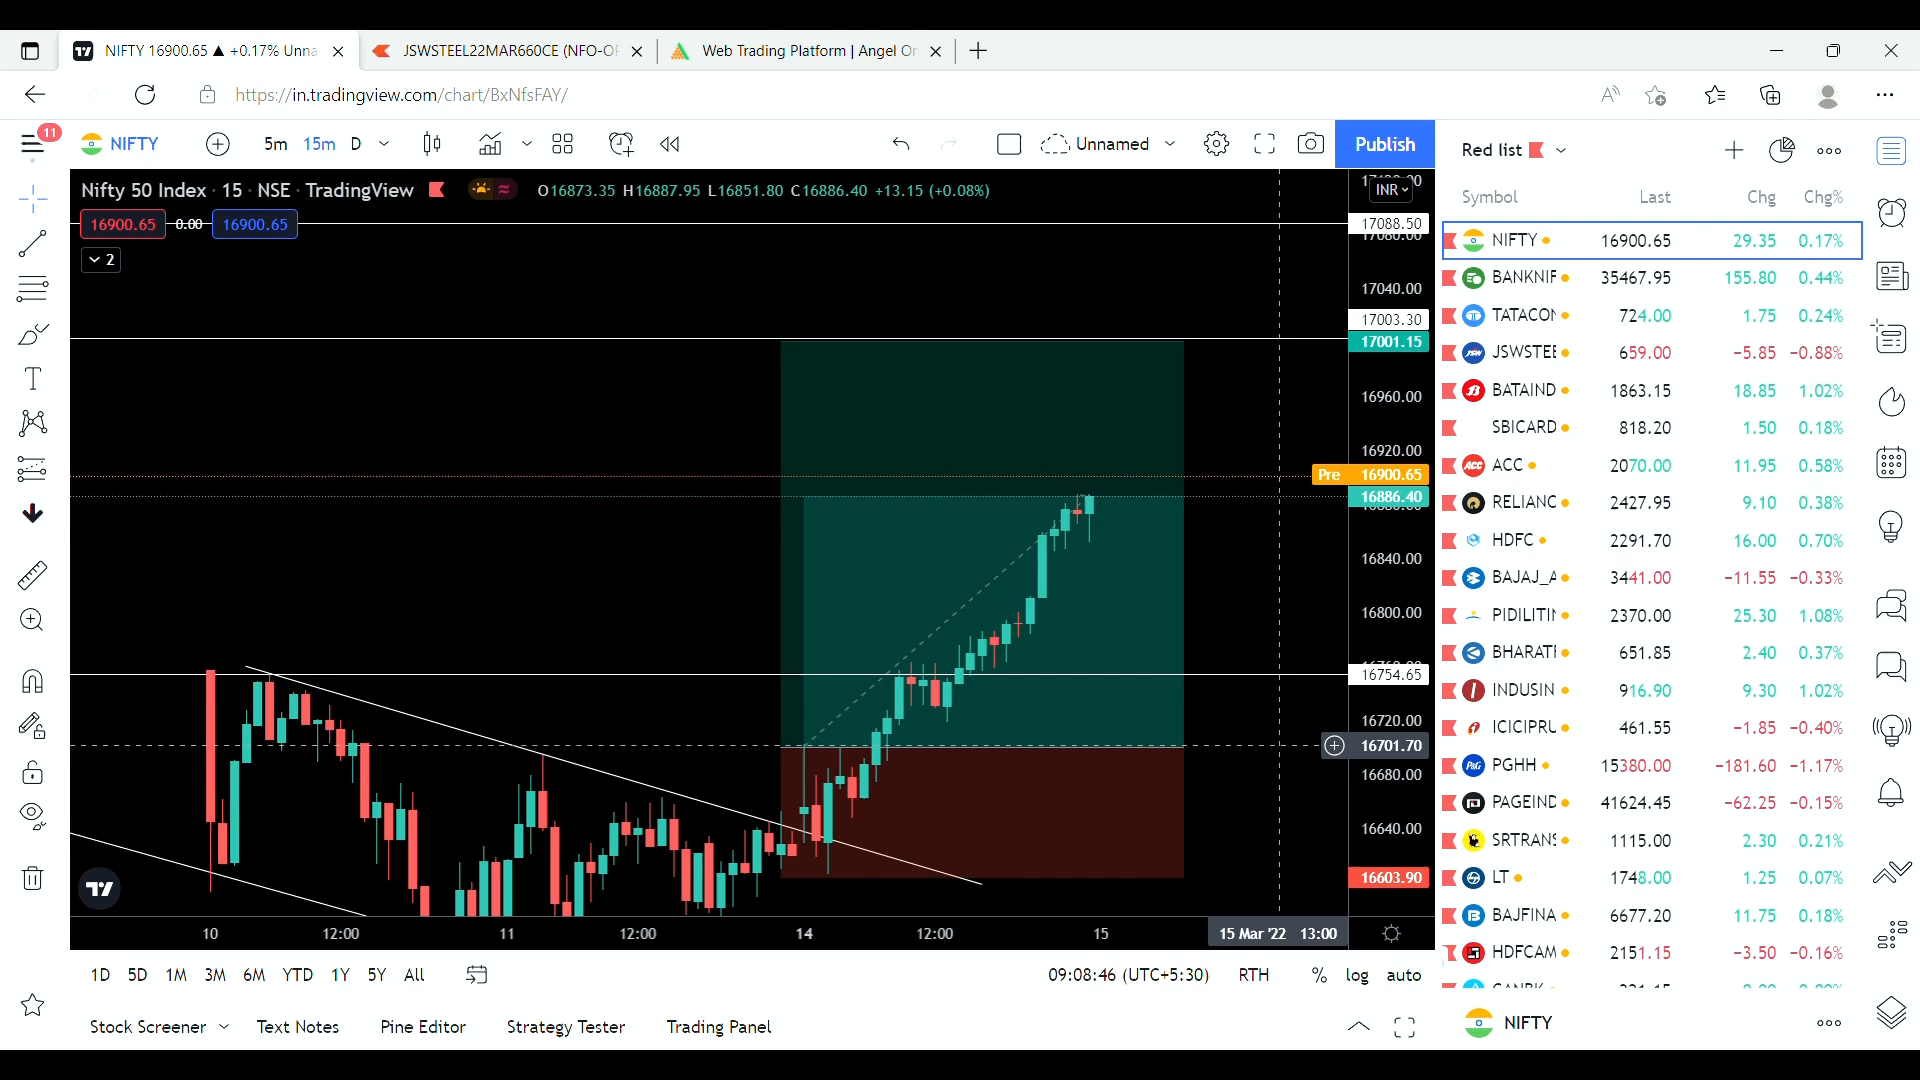 NIFTY 16900.65 ▲ +0.17% Unna
JSWSTEEL22MAR660CE (NFO-OP
Web Trading Platform | Angel On
https://in.tradingview.com/chart/BxNfsFAY/
11
NIFTY
5m 15m D
Unnamed
Publish
Nifty 50 Index · 15 · NSE · TradingView
O16873.35 H16887.95 L16851.80 C16886.40 +13.15 (+0.08%)
16900.65 0.00 16900.65
2
INR
17088.50
17040.00
17003.30
17001.15
16960.00
16920.00
Pre 16900.65
16886.40
16840.00
16800.00
16754.65
16720.00
16701.70
16680.00
16640.00
16603.90
10 12:00 11 12:00 14 12:00 15
15 Mar '22 13:00
1D 5D 1M 3M 6M YTD 1Y 5Y All
09:08:46 (UTC+5:30) RTH % log auto
Stock Screener Text Notes Pine Editor Strategy Tester Trading Panel
Red list
Symbol Last Chg Chg%
NIFTY 16900.65 29.35 0.17%
BANKNIF 35467.95 155.80 0.44%
TATACON 724.00 1.75 0.24%
JSWSTEE 659.00 -5.85 -0.88%
BATAIND 1863.15 18.85 1.02%
SBICARD 818.20 1.50 0.18%
ACC 2070.00 11.95 0.58%
RELIANC 2427.95 9.10 0.38%
HDFC 2291.70 16.00 0.70%
BAJAJ_A 3441.00 -11.55 -0.33%
PIDILITIN 2370.00 25.30 1.08%
BHARATF 651.85 2.40 0.37%
INDUSIN 916.90 9.30 1.02%
ICICIPRU 461.55 -1.85 -0.40%
PGHH 15380.00 -181.60 -1.17%
PAGEIND 41624.45 -62.25 -0.15%
SRTRANS 1115.00 2.30 0.21%
LT 1748.00 1.25 0.07%
BAJFINA 6677.20 11.75 0.18%
HDFCAM 2151.15 -3.50 -0.16%
NIFTY